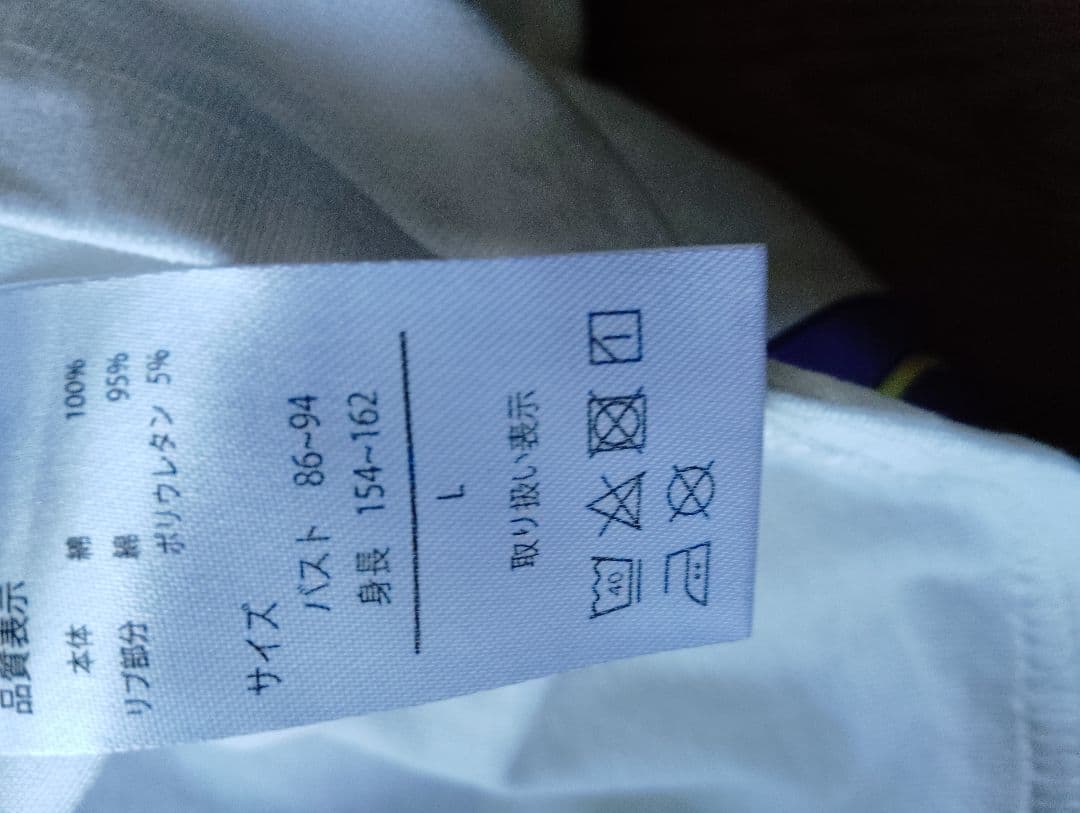 品質表示
本体 綿 100%
リブ部分 綿 95%
ポリウレタン 5%
サイズ
バスト 86~94
身長 154~162
L
取り扱い表示
40